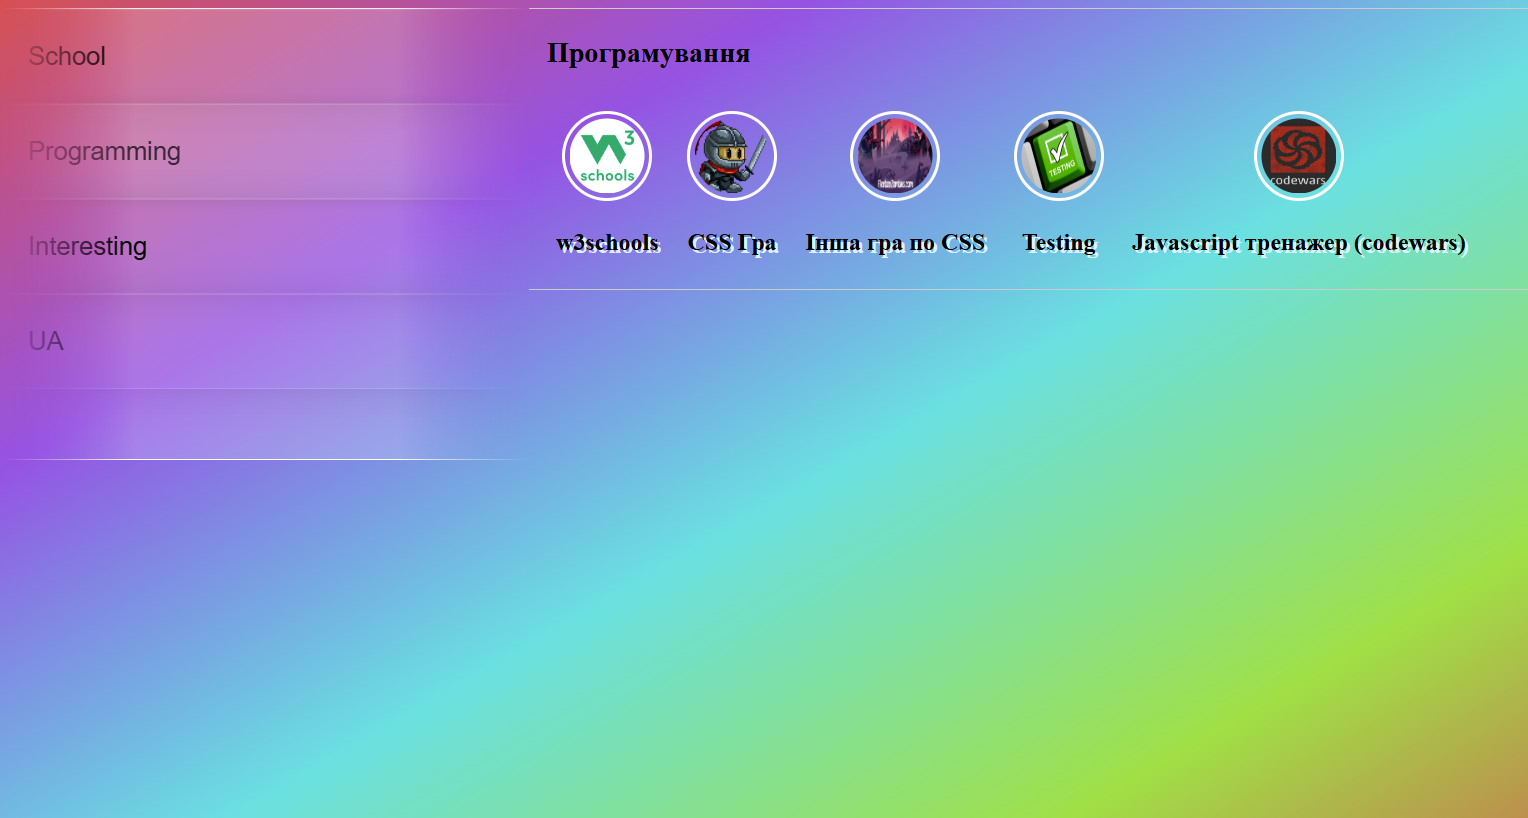 School
Programming
Interesting
UA
Програмування
w3 schools
TESTING
codewars
w3schools
CSS Гра
Інша гра по CSS
Testing
Javascript тренажер (codewars)